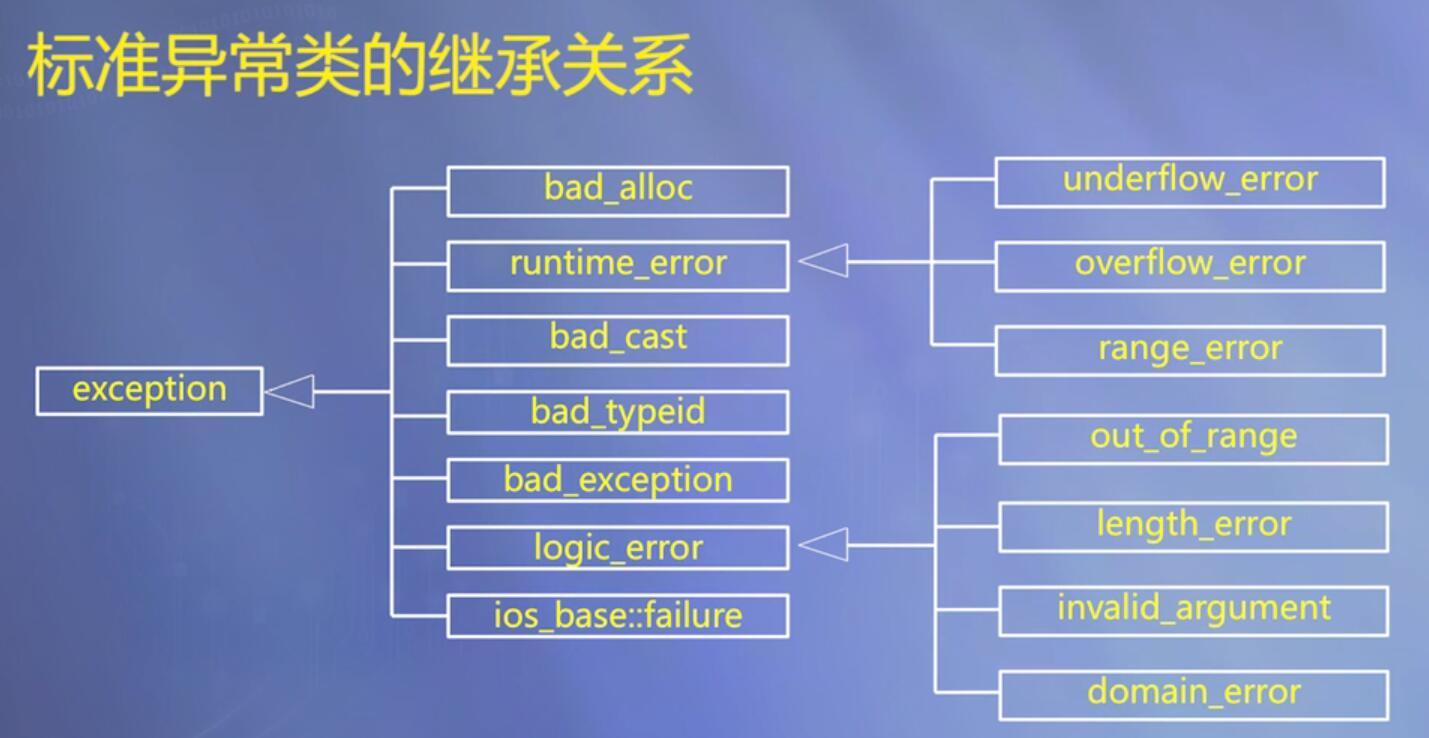 标准异常类的继承关系
exception
bad_alloc
runtime_error
bad_cast
bad_typeid
bad_exception
logic_error
ios_base::failure
underflow_error
overflow_error
range_error
out_of_range
length_error
invalid_argument
domain_error